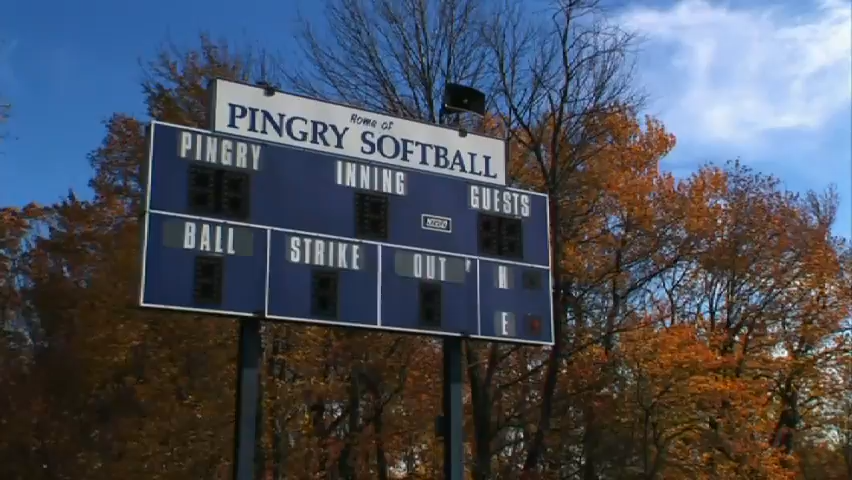 Home of
PINGRY SOFTBALL
PINGRY
INNING
GUESTS
BALL
STRIKE
OUT
H
E